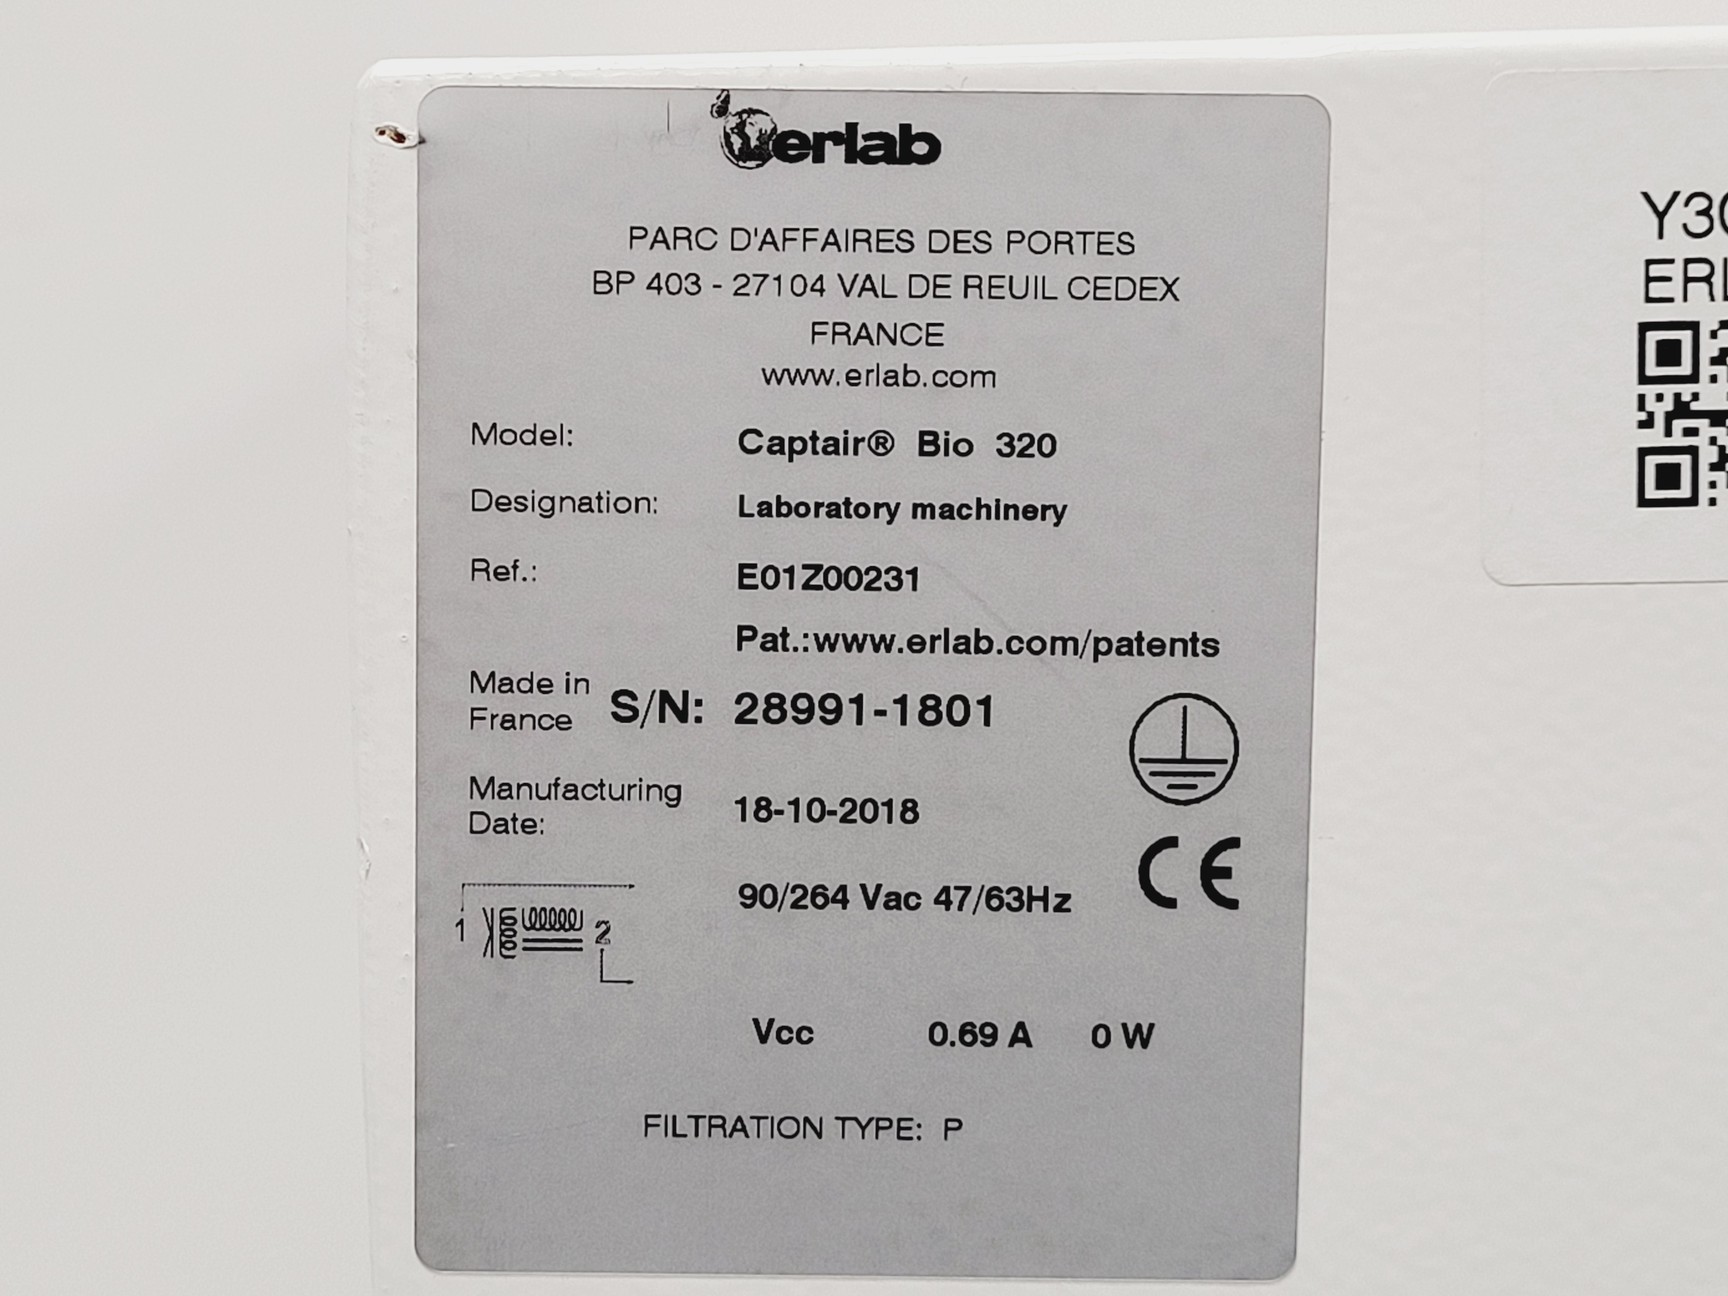 erlab
PARC D'AFFAIRES DES PORTES
BP 403 - 27104 VAL DE REUIL CEDEX
FRANCE
www.erlab.com
Model: Captair® Bio 320
Designation: Laboratory machinery
Ref.: E01Z00231
Pat.:www.erlab.com/patents
Made in
France S/N: 28991-1801
Manufacturing
Date: 18-10-2018
CE
90/264 Vac 47/63Hz
1 2
Vcc 0.69 A 0 W
FILTRATION TYPE: P